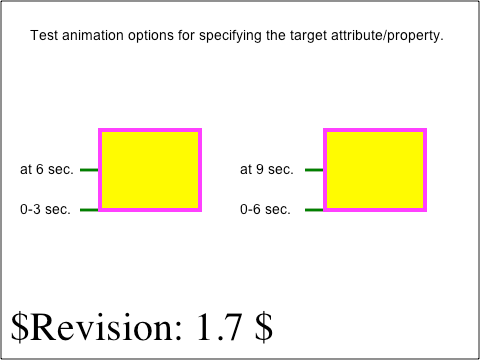 Test animation options for specifying the target attribute/property.
at 6 sec.
at 9 sec.
0-3 sec.
0-6 sec.
$Revision: 1.7 $